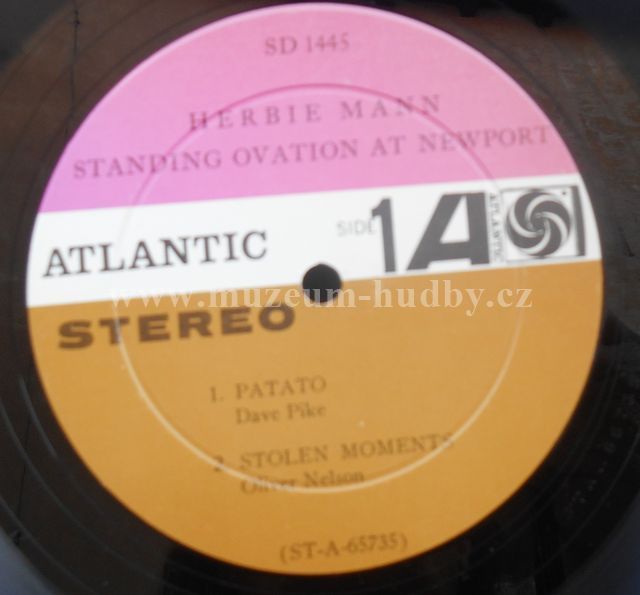 SD 1445
HERBIE MANN
STANDING OVATION AT NEWPORT
ATLANTIC
SIDE 1 A
ATLANTIC
www.muzeum-hudby.cz
STEREO
1. PATATO
Dave Pike
2. STOLEN MOMENTS
Oliver Nelson
(ST-A-65735)